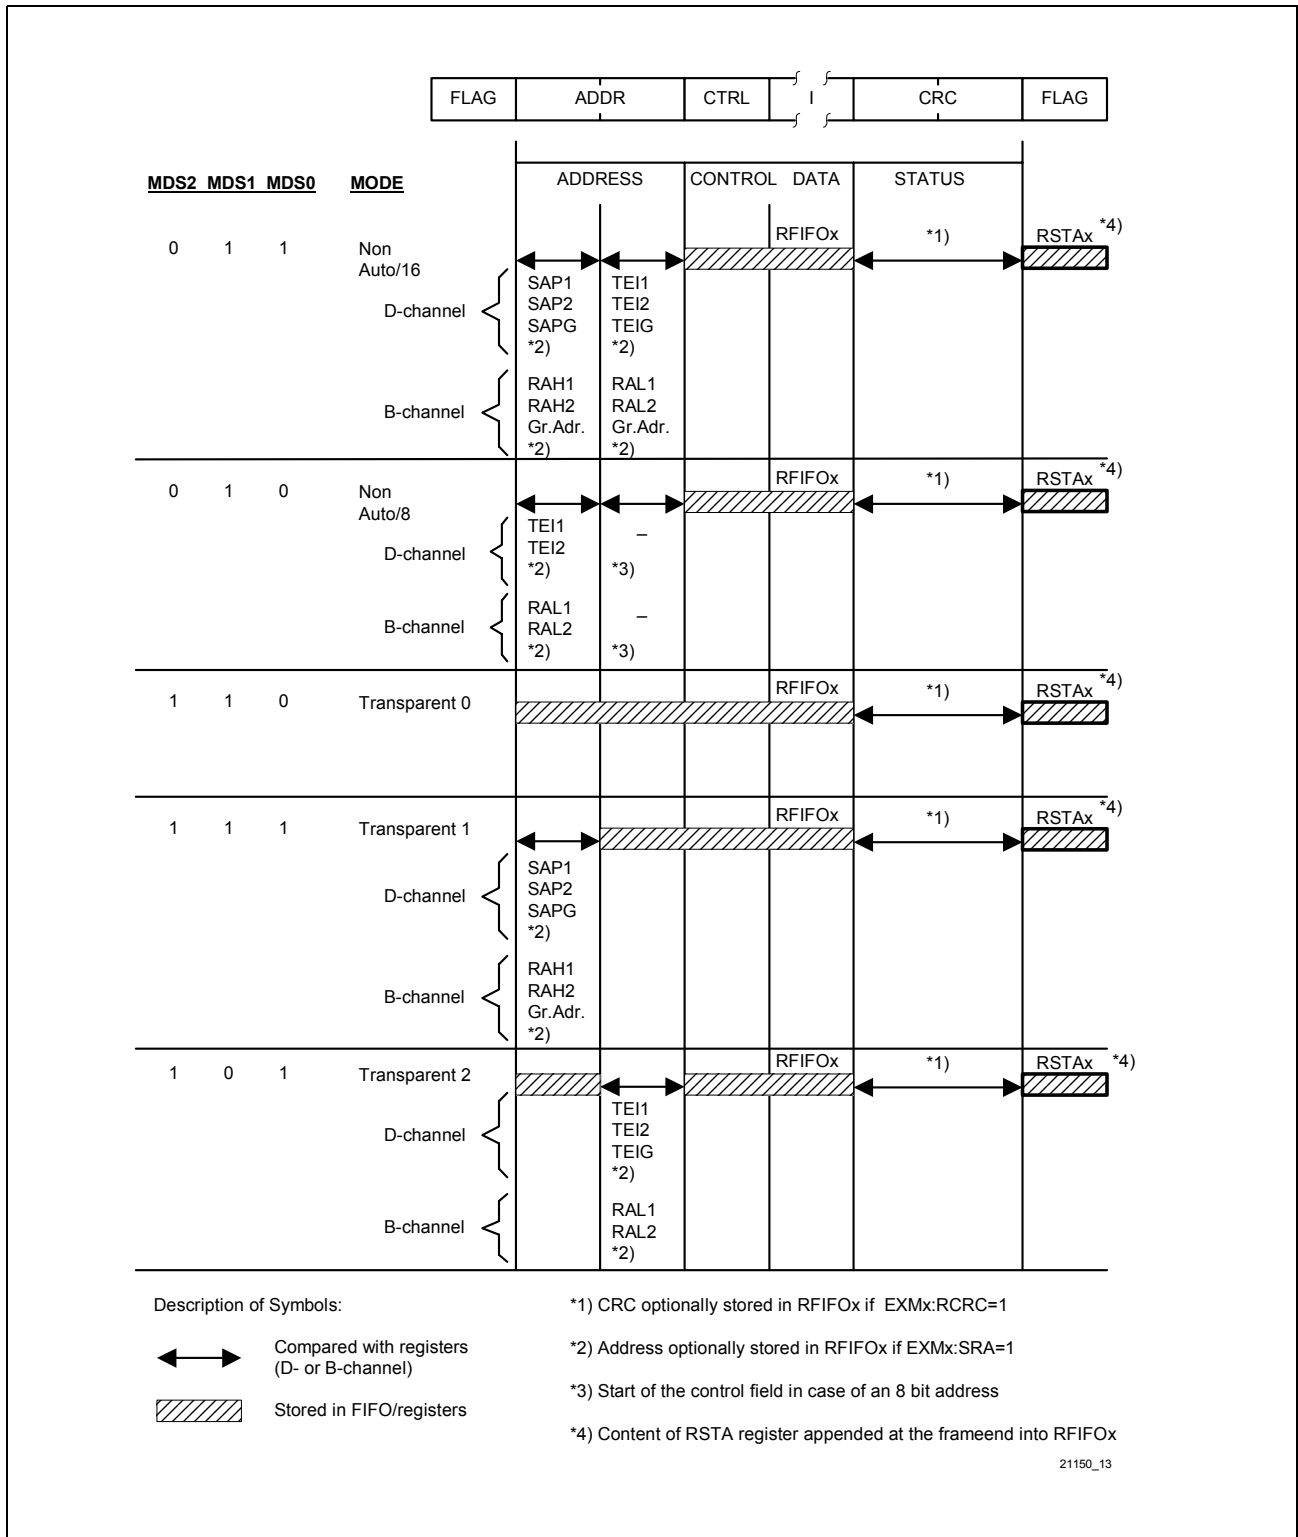 FLAG ADDR CTRL I CRC FLAG
MDS2 MDS1 MDS0 MODE ADDRESS CONTROL DATA STATUS
0 1 1 Non Auto/16 RFIFOx *1) RSTAx *4)
D-channel
SAP1 TEI1
SAP2 TEI2
SAPG TEIG
*2) *2)
B-channel
RAH1 RAL1
RAH2 RAL2
Gr.Adr. Gr.Adr.
*2) *2)
0 1 0 Non Auto/8 RFIFOx *1) RSTAx *4)
D-channel
TEI1 –
TEI2
*2) *3)
B-channel
RAL1 –
RAL2
*2) *3)
1 1 0 Transparent 0 RFIFOx *1) RSTAx *4)
1 1 1 Transparent 1 RFIFOx *1) RSTAx *4)
D-channel
SAP1
SAP2
SAPG
*2)
B-channel
RAH1
RAH2
Gr.Adr.
*2)
1 0 1 Transparent 2 RFIFOx *1) RSTAx *4)
D-channel
TEI1
TEI2
TEIG
*2)
B-channel
RAL1
RAL2
*2)
Description of Symbols:
Compared with registers
(D- or B-channel)
Stored in FIFO/registers
*1) CRC optionally stored in RFIFOx if EXMx:RCRC=1
*2) Address optionally stored in RFIFOx if EXMx:SRA=1
*3) Start of the control field in case of an 8 bit address
*4) Content of RSTA register appended at the frameend into RFIFOx
21150_13